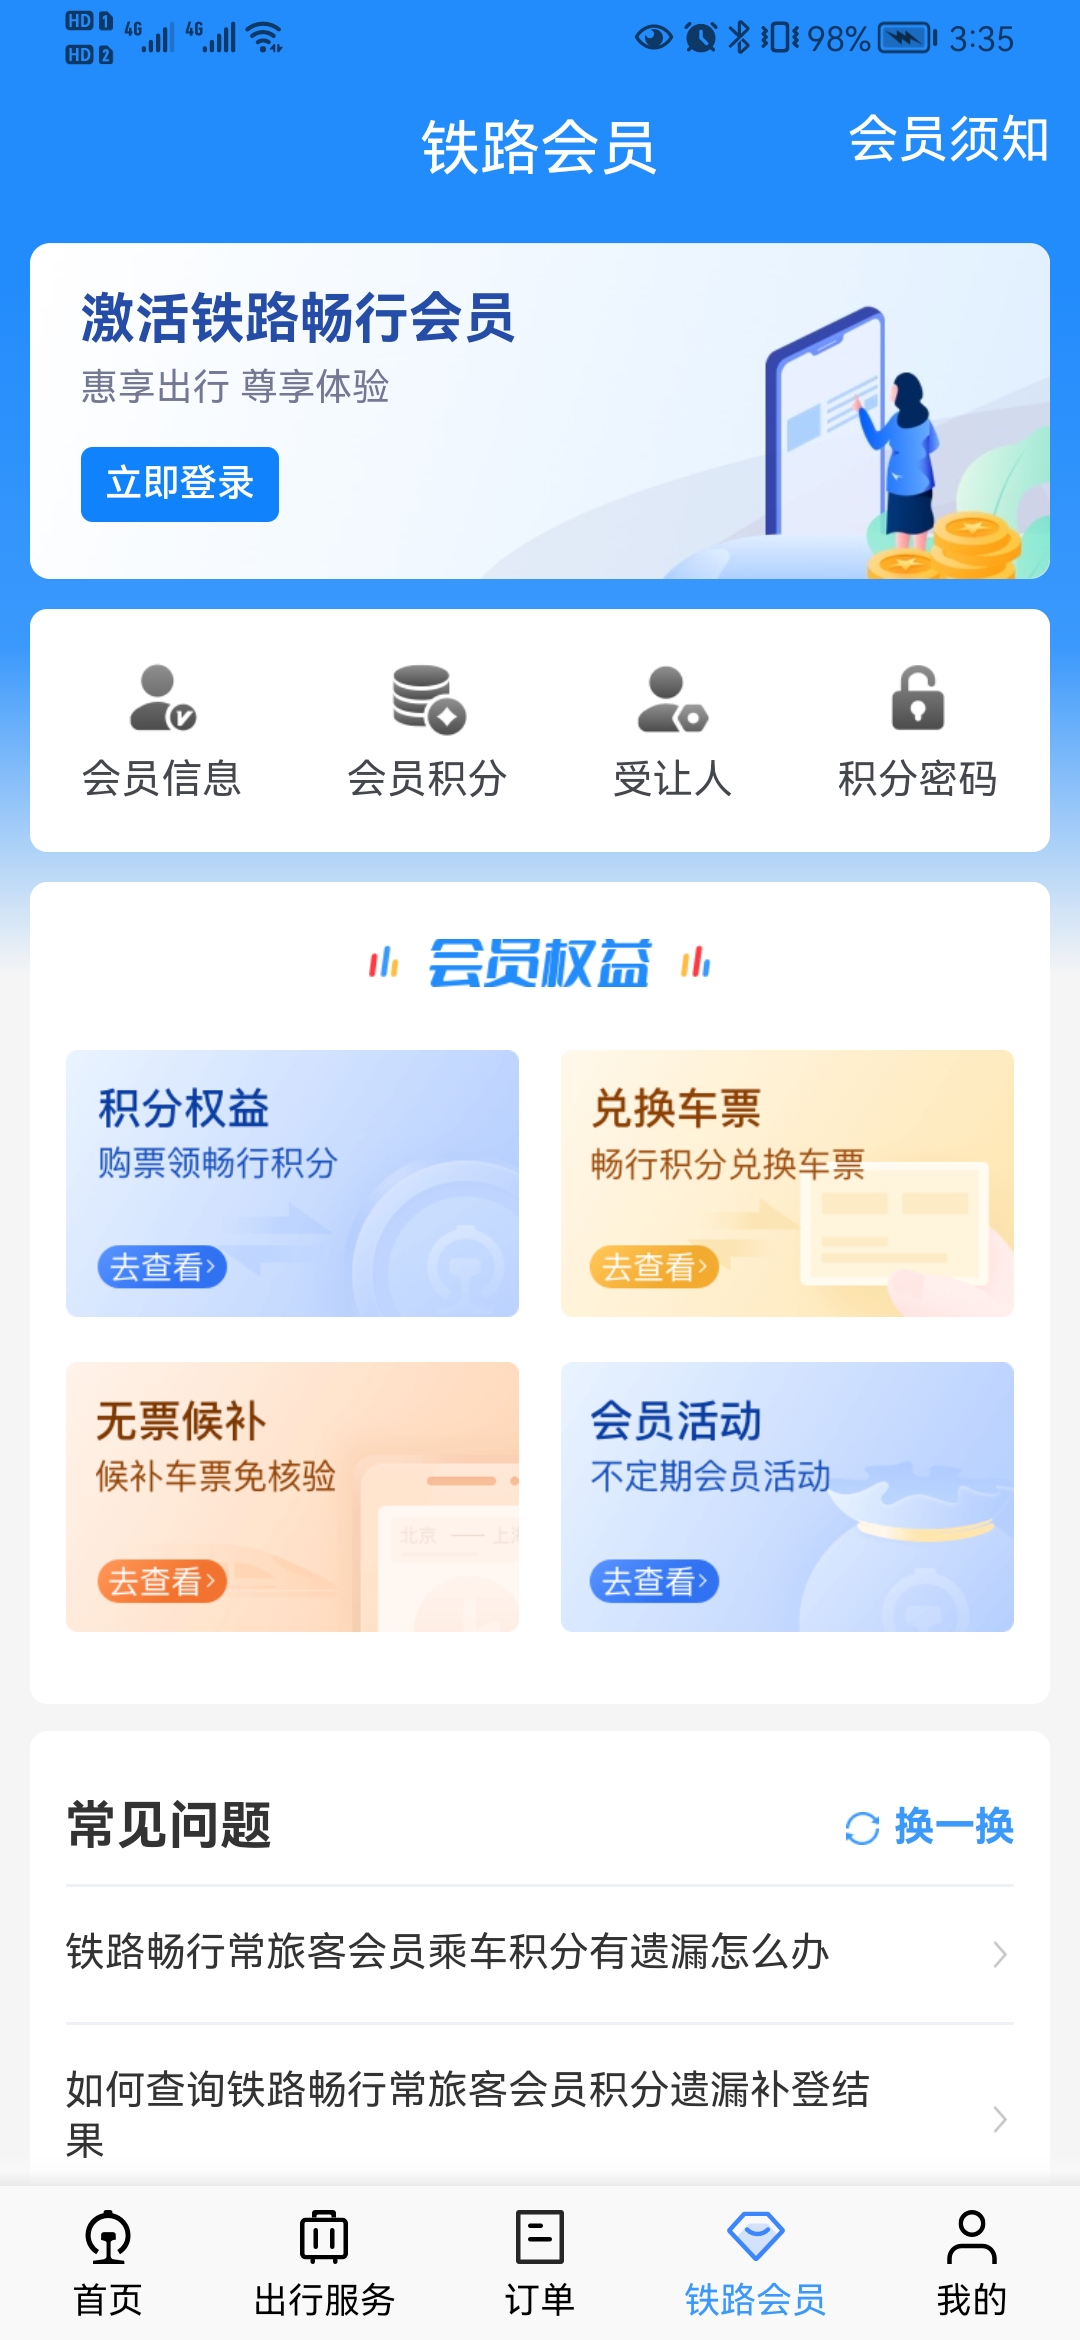 HD 1 4G 4G 98% 3:35
HD 2
铁路会员 会员须知
激活铁路畅行会员
惠享出行 尊享体验
立即登录
会员信息 会员积分 受让人 积分密码
会员权益
积分权益
购票领畅行积分
去查看
兑换车票
畅行积分兑换车票
去查看
无票候补
候补车票免核验
北京 — 上海
去查看
会员活动
不定期会员活动
去查看
常见问题 换一换
铁路畅行常旅客会员乘车积分有遗漏怎么办
如何查询铁路畅行常旅客会员积分遗漏补登结
果
首页 出行服务 订单 铁路会员 我的